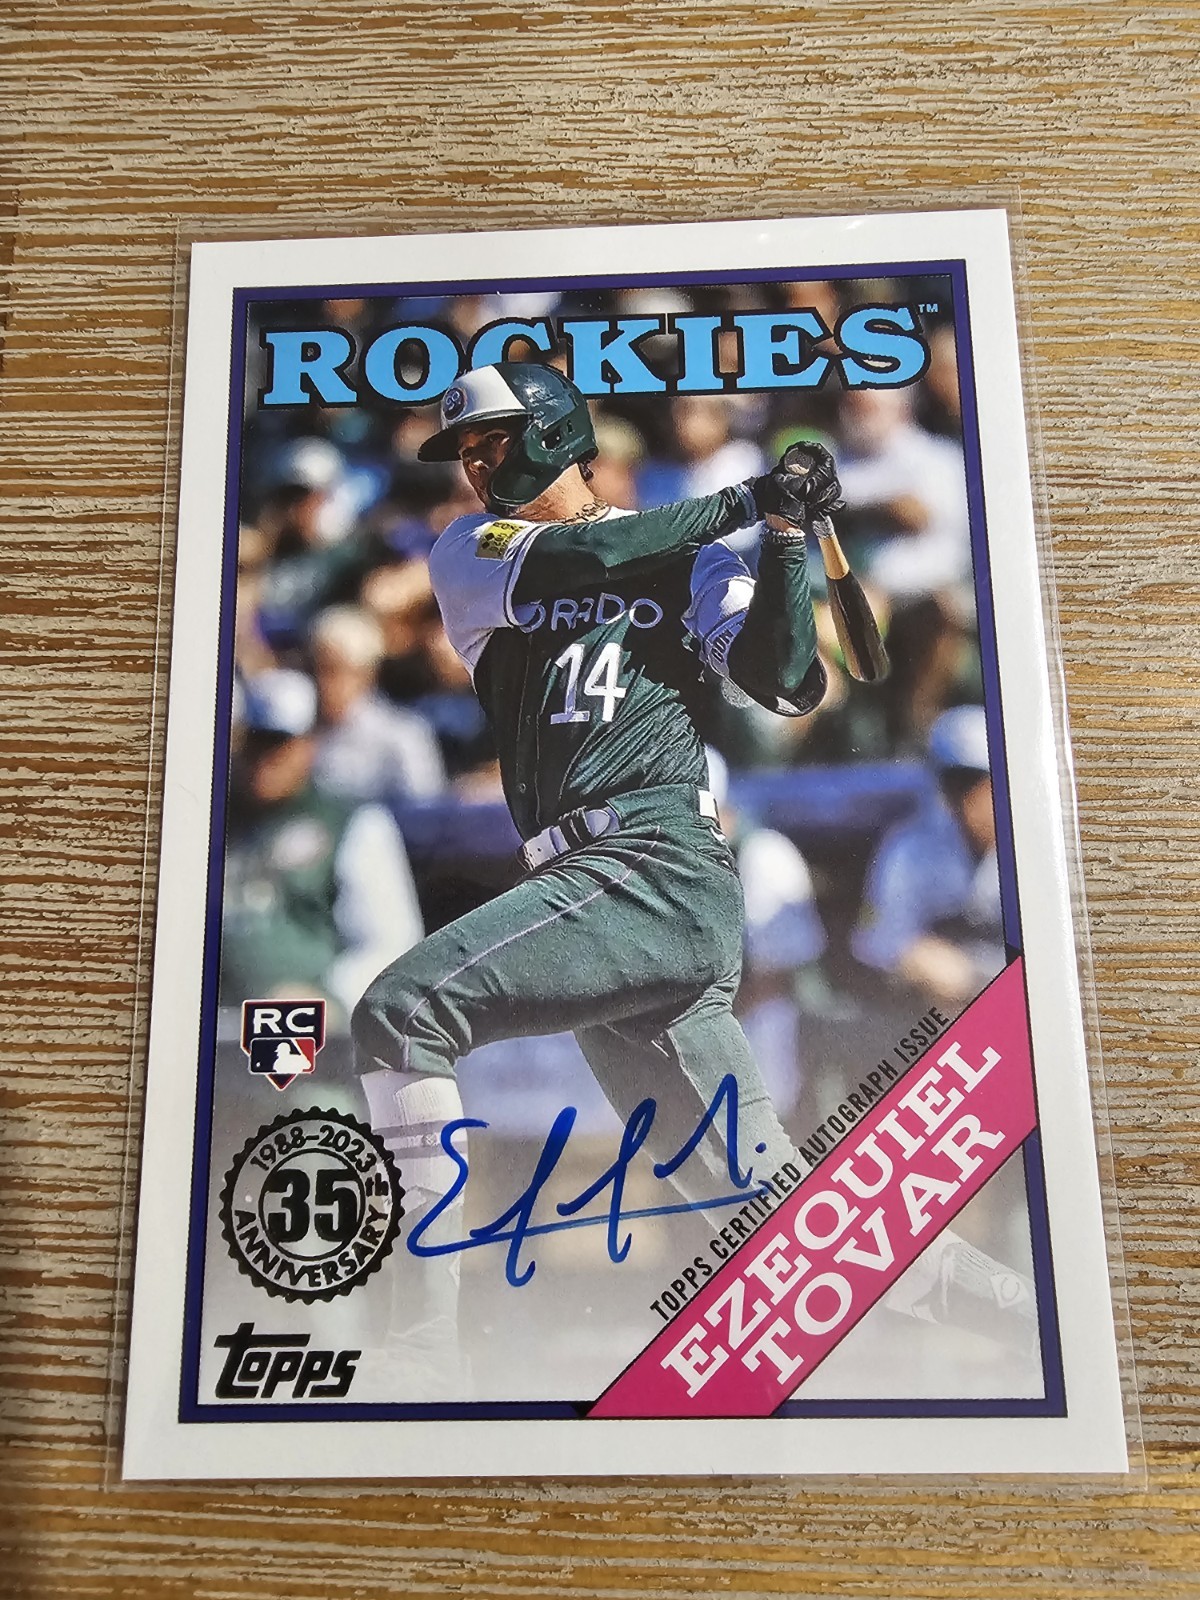 ROCKIES™
ORADO
14
RC
1988-2023
35th
ANNIVERSARY
TOPPS CERTIFIED AUTOGRAPH ISSUE
EZEQUIEL
TOVAR
Topps